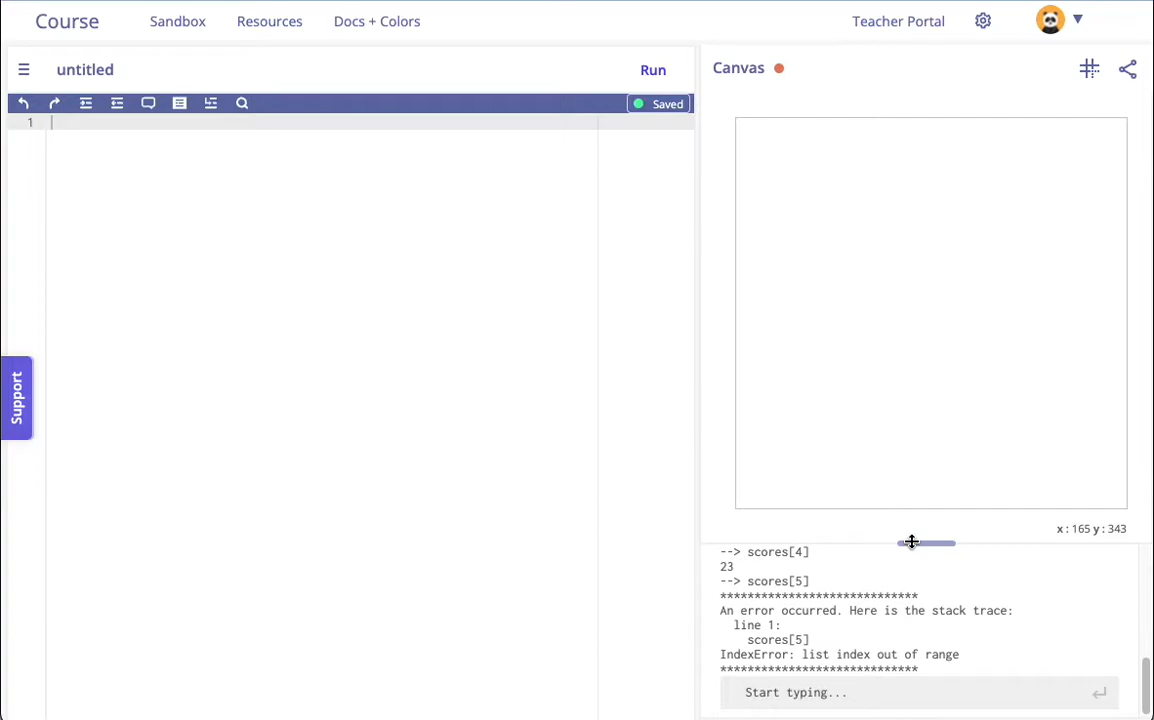 Course Sandbox Resources Docs + Colors Teacher Portal
untitled Run
Canvas
Saved
1
Support
x : 165 y : 343
--> scores[4]
23
--> scores[5]
*****************************
An error occurred. Here is the stack trace:
line 1:
scores[5]
IndexError: list index out of range
*****************************
Start typing...